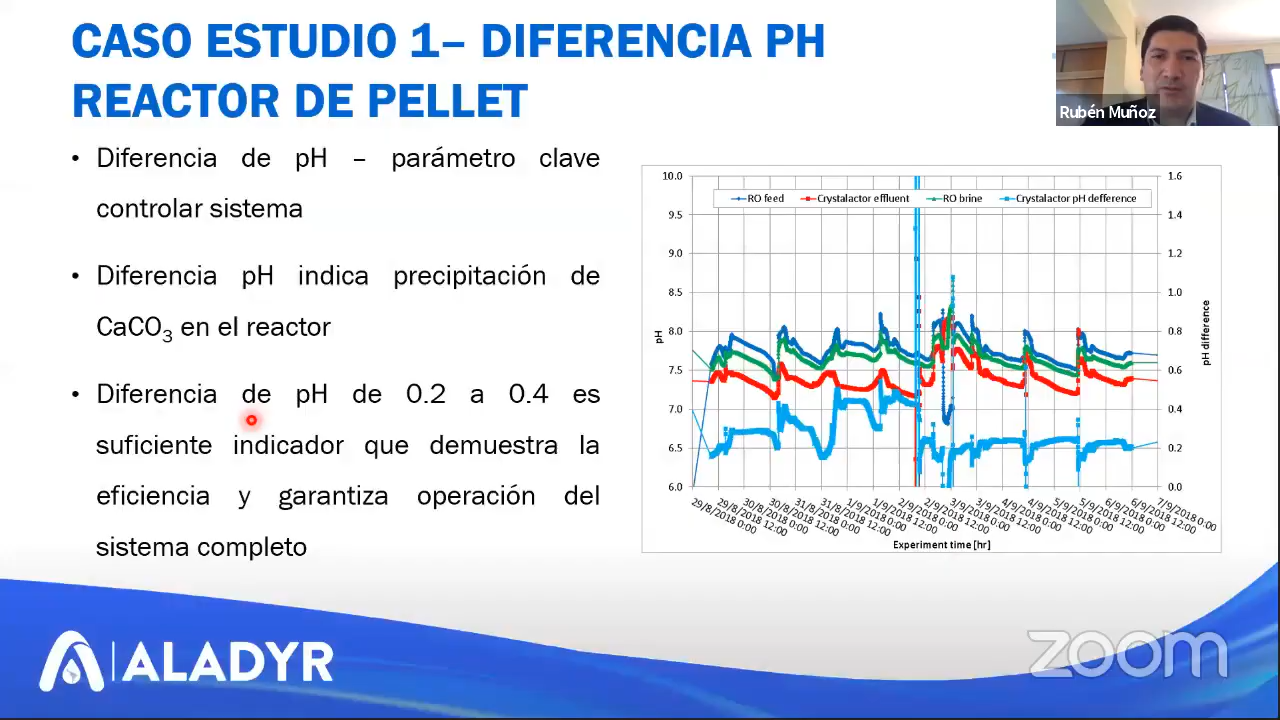 CASO ESTUDIO 1– DIFERENCIA PH
REACTOR DE PELLET
Rubén Muñoz
• Diferencia de pH – parámetro clave
controlar sistema
• Diferencia pH indica precipitación de
CaCO₃ en el reactor
• Diferencia de pH de 0.2 a 0.4 es
suficiente indicador que demuestra la
eficiencia y garantiza operación del
sistema completo
RO feed Crystalactor effluent RO brine Crystalactor pH defference
10.0
9.5
9.0
8.5
8.0
7.5
7.0
6.5
6.0
pH
1.6
1.4
1.2
1.0
0.8
0.6
0.4
0.2
0.0
pH difference
29/8/2018 0:00
29/8/2018 12:00
30/8/2018 0:00
30/8/2018 12:00
31/8/2018 0:00
31/8/2018 12:00
1/9/2018 0:00
1/9/2018 12:00
2/9/2018 0:00
2/9/2018 12:00
3/9/2018 0:00
3/9/2018 12:00
4/9/2018 0:00
4/9/2018 12:00
5/9/2018 0:00
5/9/2018 12:00
6/9/2018 0:00
6/9/2018 12:00
7/9/2018 0:00
Experiment time [hr]
ALADYR
zoom